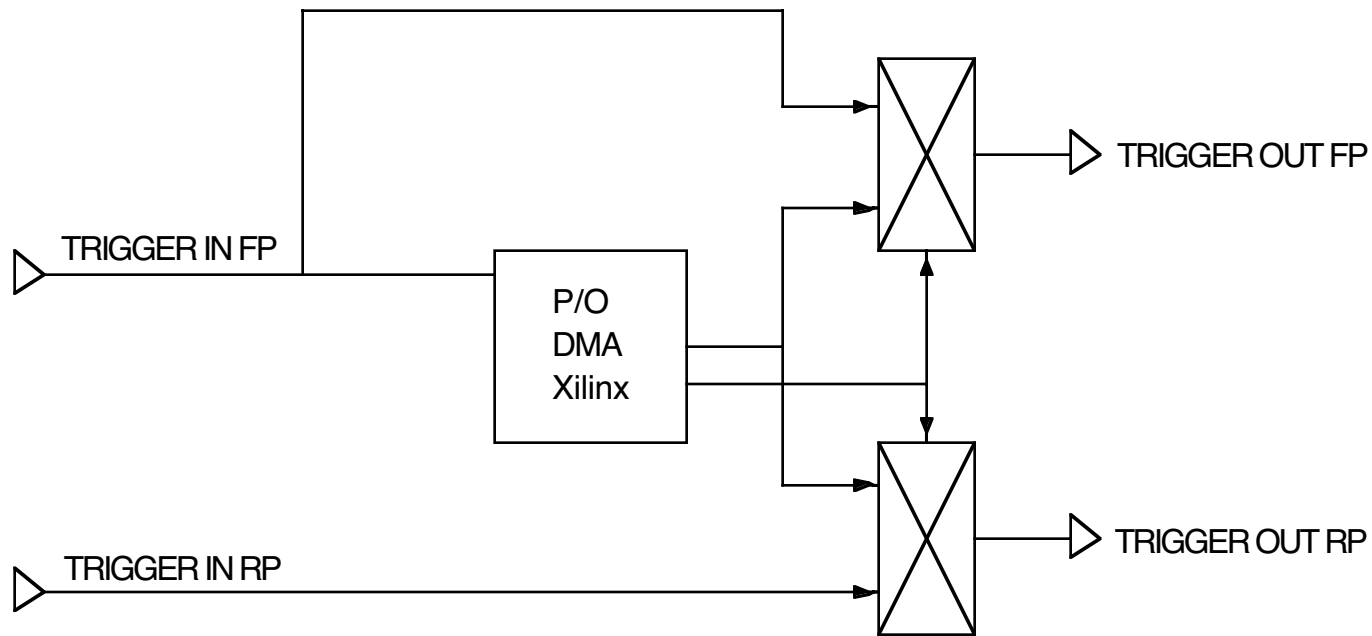 TRIGGER OUT FP
TRIGGER IN FP
P/O
DMA
Xilinx
TRIGGER OUT RP
TRIGGER IN RP